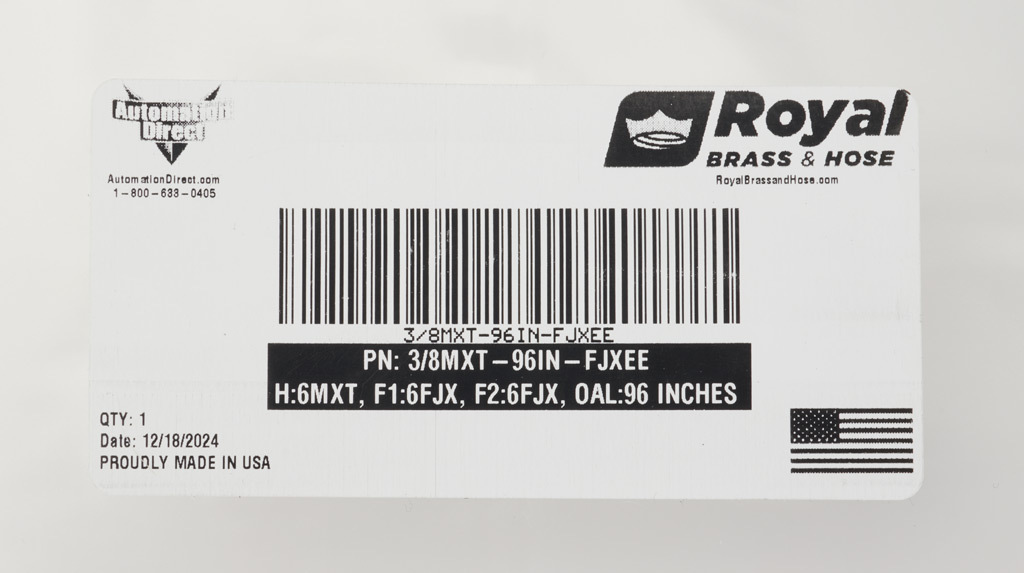 Automation
Direct
AutomationDirect.com
1-800-633-0405
Royal
BRASS & HOSE
RoyalBrassandHose.com
3/8MXT-96IN-FJXEE
PN: 3/8MXT-96IN-FJXEE
H:6MXT, F1:6FJX, F2:6FJX, OAL:96 INCHES
QTY: 1
Date: 12/18/2024
PROUDLY MADE IN USA